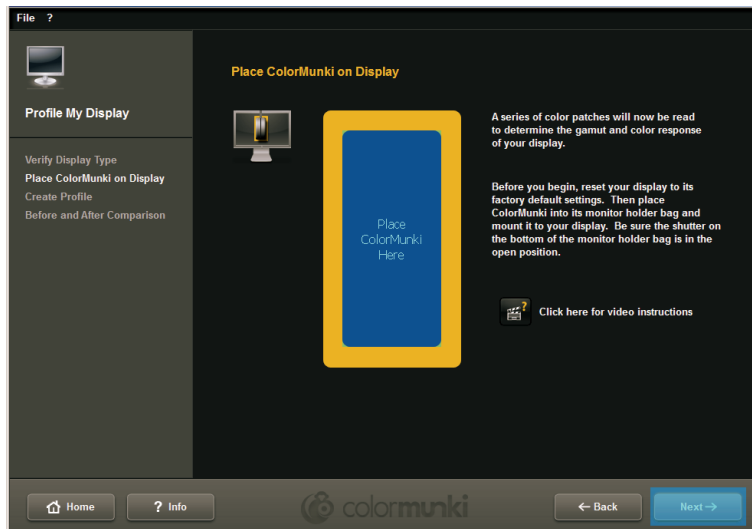 File ?
Profile My Display
Verify Display Type
Place ColorMunki on Display
Create Profile
Before and After Comparison
Place ColorMunki on Display
Place
ColorMunki
Here
A series of color patches will now be read
to determine the gamut and color response
of your display.
Before you begin, reset your display to its
factory default settings. Then place
ColorMunki into its monitor holder bag and
mount it to your display. Be sure the shutter on
the bottom of the monitor holder bag is in the
open position.
?
Click here for video instructions
Home
? Info
colormunki
← Back
Next →